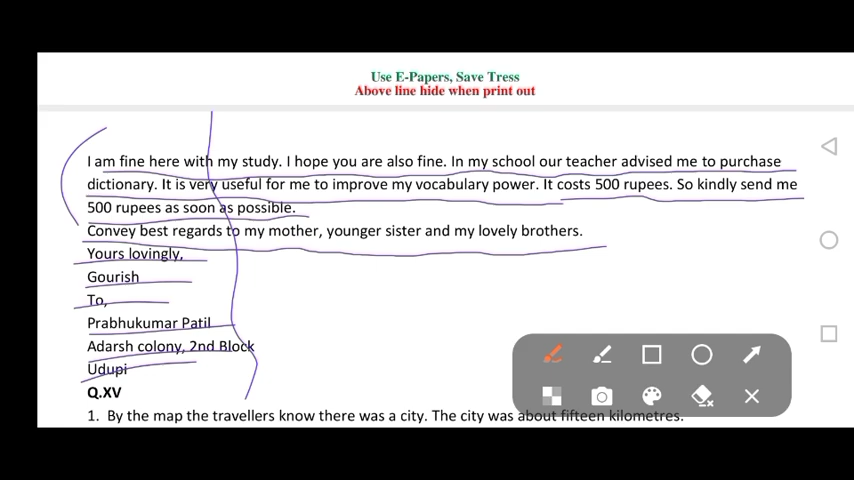 Use E-Papers, Save Tress
Above line hide when print out
I am fine here with my study. I hope you are also fine. In my school our teacher advised me to purchase
dictionary. It is very useful for me to improve my vocabulary power. It costs 500 rupees. So kindly send me
500 rupees as soon as possible.
Convey best regards to my mother, younger sister and my lovely brothers.
Yours lovingly,
Gourish
To,
Prabhukumar Patil
Adarsh colony, 2nd Block
Udupi
Q.XV
1. By the map the travellers know there was a city. The city was about fifteen kilometres.